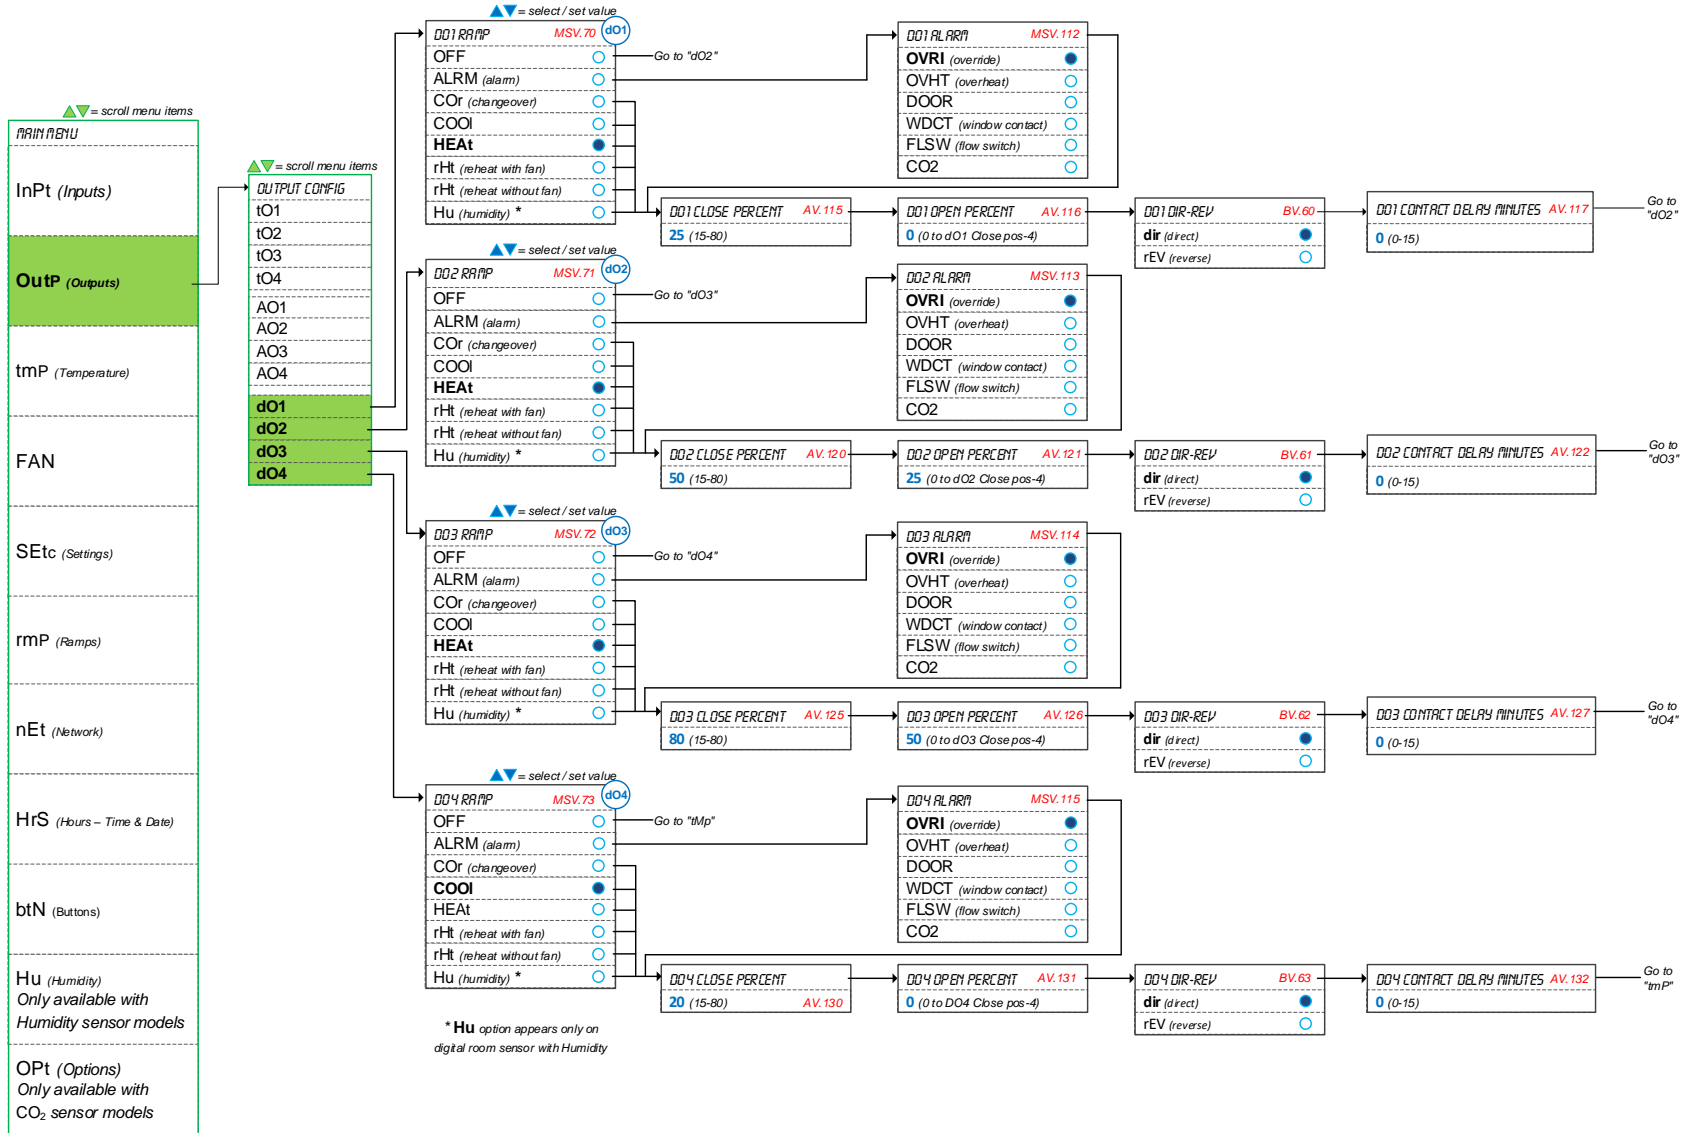 = scroll menu items
MAIN MENU
InPt (Inputs)
OutP (Outputs)
tmP (Temperature)
FAN
SEtc (Settings)
rmP (Ramps)
nEt (Network)
HrS (Hours – Time & Date)
btN (Buttons)
Hu (Humidity)
Only available with
Humidity sensor models
OPt (Options)
Only available with
CO₂ sensor models
= scroll menu items
OUTPUT CONFIG
tO1
tO2
tO3
tO4
AO1
AO2
AO3
AO4
dO1
dO2
dO3
dO4
= select / set value
DO1 RAMP MSV.70 dO1
OFF
Go to "dO2"
ALRM (alarm)
COr (changeover)
COOl
HEAt
rHt (reheat with fan)
rHt (reheat without fan)
Hu (humidity) *
DO1 ALARM MSV.112
OVRI (override)
OVHT (overheat)
DOOR
WDCT (window contact)
FLSW (flow switch)
CO2
DO1 CLOSE PERCENT AV.115
25 (15-80)
DO1 OPEN PERCENT AV.116
0 (0 to dO1 Close pos-4)
DO1 DIR-REV BV.60
dir (direct)
rEV (reverse)
DO1 CONTACT DELAY MINUTES AV.117
0 (0-15)
Go to
"dO2"
= select / set value
DO2 RAMP MSV.71 dO2
OFF
Go to "dO3"
ALRM (alarm)
COr (changeover)
COOl
HEAt
rHt (reheat with fan)
rHt (reheat without fan)
Hu (humidity) *
DO2 ALARM MSV.113
OVRI (override)
OVHT (overheat)
DOOR
WDCT (window contact)
FLSW (flow switch)
CO2
DO2 CLOSE PERCENT AV.120
50 (15-80)
DO2 OPEN PERCENT AV.121
25 (0 to dO2 Close pos-4)
DO2 DIR-REV BV.61
dir (direct)
rEV (reverse)
DO2 CONTACT DELAY MINUTES AV.122
0 (0-15)
Go to
"dO3"
= select / set value
DO3 RAMP MSV.72 dO3
OFF
Go to "dO4"
ALRM (alarm)
COr (changeover)
COOl
HEAt
rHt (reheat with fan)
rHt (reheat without fan)
Hu (humidity) *
DO3 ALARM MSV.114
OVRI (override)
OVHT (overheat)
DOOR
WDCT (window contact)
FLSW (flow switch)
CO2
DO3 CLOSE PERCENT AV.125
80 (15-80)
DO3 OPEN PERCENT AV.126
50 (0 to dO3 Close pos-4)
DO3 DIR-REV BV.62
dir (direct)
rEV (reverse)
DO3 CONTACT DELAY MINUTES AV.127
0 (0-15)
Go to
"dO4"
= select / set value
DO4 RAMP MSV.73 dO4
OFF
Go to "tMp"
ALRM (alarm)
COr (changeover)
COOl
HEAt
rHt (reheat with fan)
rHt (reheat without fan)
Hu (humidity) *
DO4 ALARM MSV.115
OVRI (override)
OVHT (overheat)
DOOR
WDCT (window contact)
FLSW (flow switch)
CO2
DO4 CLOSE PERCENT
20 (15-80) AV.130
DO4 OPEN PERCENT AV.131
0 (0 to DO4 Close pos-4)
DO4 DIR-REV BV.63
dir (direct)
rEV (reverse)
DO4 CONTACT DELAY MINUTES AV.132
0 (0-15)
Go to
"tmP"
* Hu option appears only on
digital room sensor with Humidity